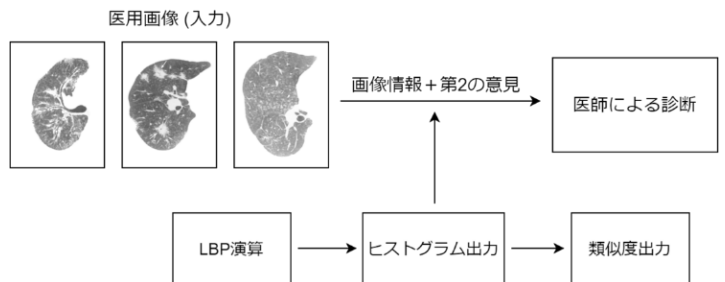 医用画像 (入力)
画像情報＋第2の意見
医師による診断
LBP演算
ヒストグラム出力
類似度出力